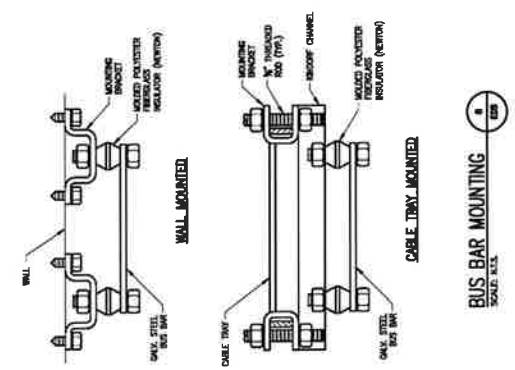 WALL
MOUNTING
BRACKET
MOLDED POLYESTER
FIBERGLASS
INSULATOR (NEWTON)
GALV. STEEL
BUS BAR
WALL MOUNTED
CABLE TRAY
MOUNTING
BRACKET
THREADED
ROD (TYP.)
KINDORF CHANNEL
MOLDED POLYESTER
FIBERGLASS
INSULATOR (NEWTON)
GALV. STEEL
BUS BAR
CABLE TRAY MOUNTED
BUS BAR MOUNTING
SCALE: N.T.S.